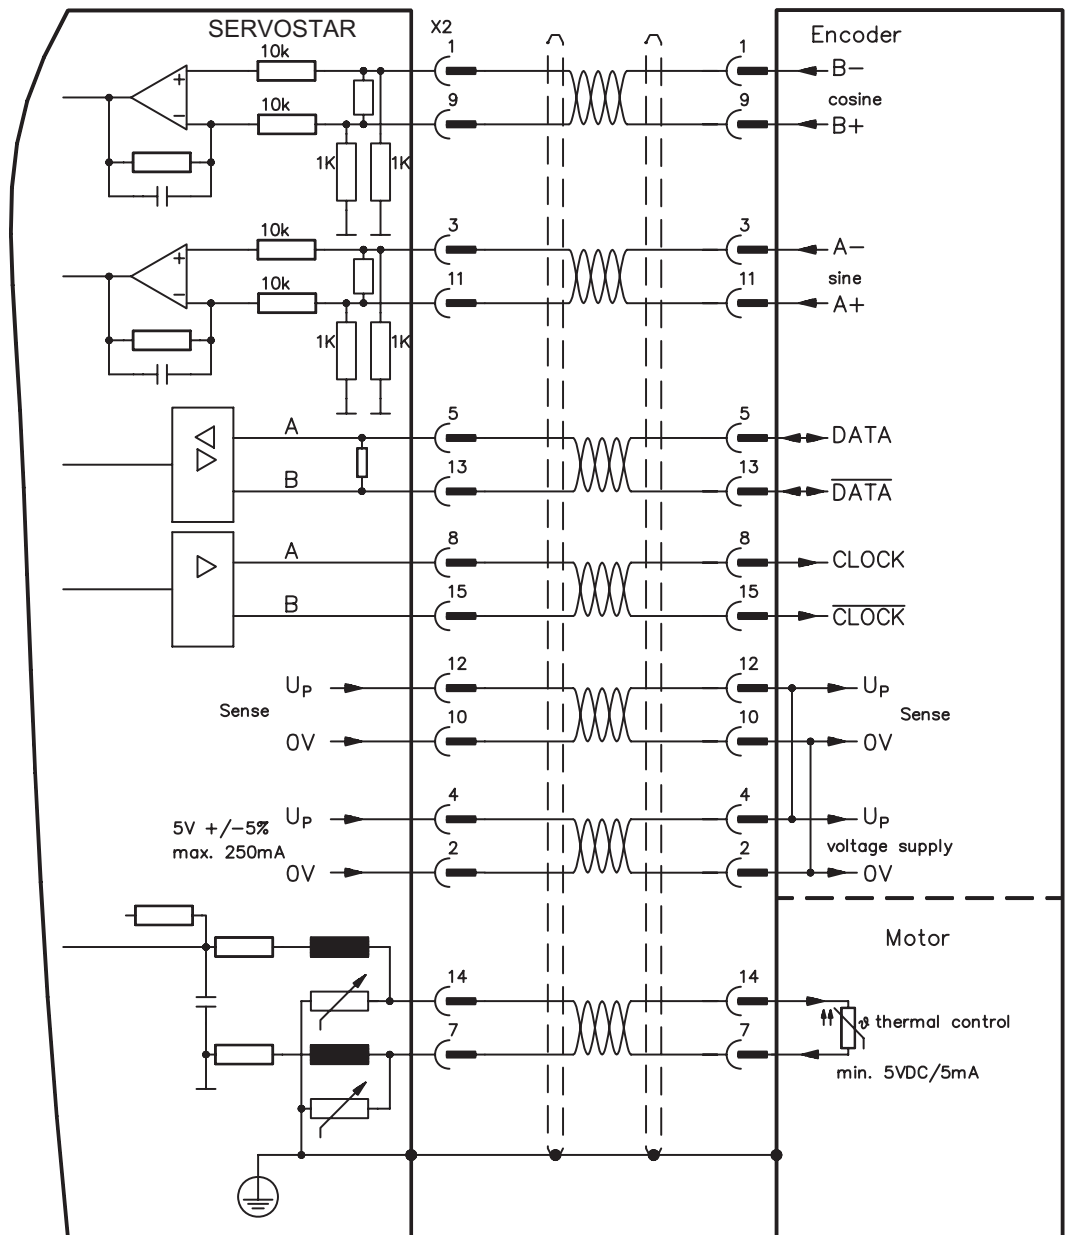 SERVOSTAR X2 Encoder
10k 1 1 B−
+ cosine
− 10k 9 9 B+
1K 1K
10k 3 3 A−
+ sine
− 10k 11 11 A+
1K 1K
A 5 5 DATA
B 13 13 DATA
A 8 8 CLOCK
B 15 15 CLOCK
UP 12 12 UP
Sense Sense
0V 10 10 0V
5V +/−5% UP 4 4 UP
max. 250mA voltage supply
0V 2 2 0V
Motor
14 14
ϑ thermal control
7 7
min. 5VDC/5mA